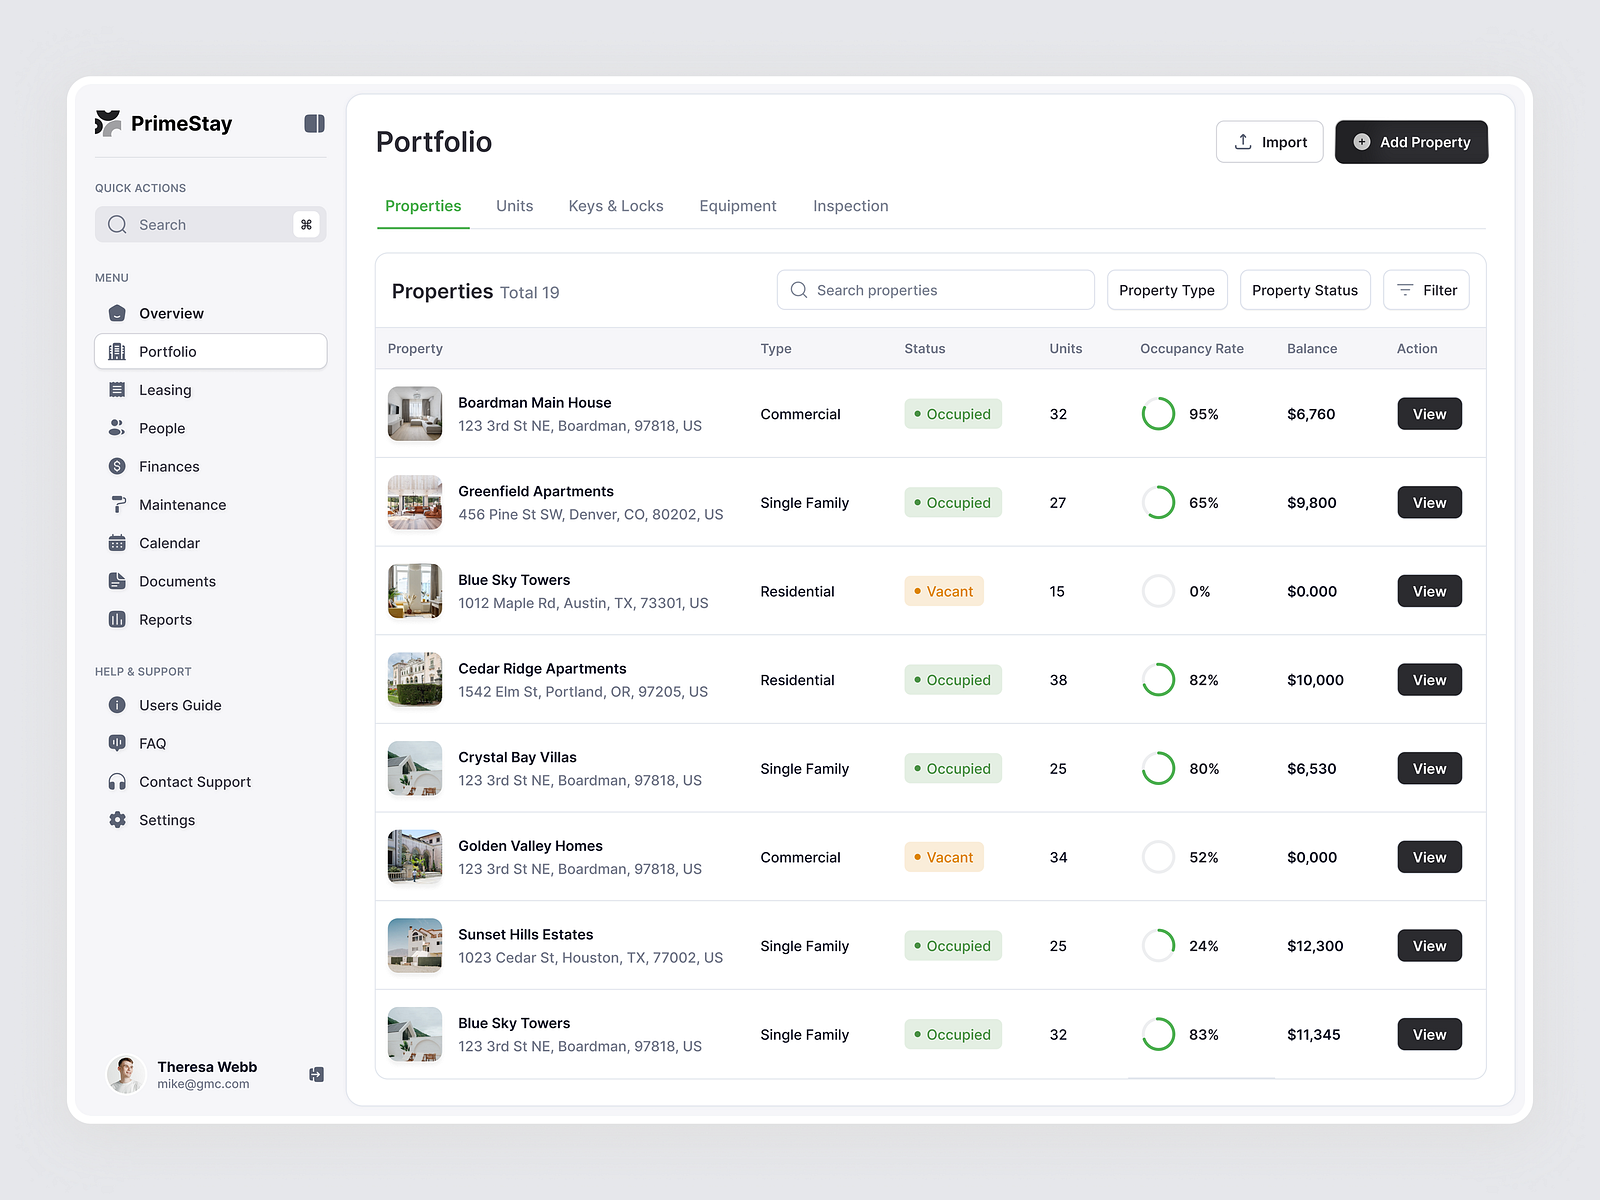 PrimeStay
QUICK ACTIONS
Search ⌘
MENU
Overview
Portfolio
Leasing
People
Finances
Maintenance
Calendar
Documents
Reports
HELP & SUPPORT
Users Guide
FAQ
Contact Support
Settings
Theresa Webb
mike@gmc.com
Portfolio
Import
Add Property
Properties Units Keys & Locks Equipment Inspection
Properties Total 19
Search properties
Property Type
Property Status
Filter
Property Type Status Units Occupancy Rate Balance Action
Boardman Main House
123 3rd St NE, Boardman, 97818, US
Commercial Occupied 32 95% $6,760 View
Greenfield Apartments
456 Pine St SW, Denver, CO, 80202, US
Single Family Occupied 27 65% $9,800 View
Blue Sky Towers
1012 Maple Rd, Austin, TX, 73301, US
Residential Vacant 15 0% $0.000 View
Cedar Ridge Apartments
1542 Elm St, Portland, OR, 97205, US
Residential Occupied 38 82% $10,000 View
Crystal Bay Villas
123 3rd St NE, Boardman, 97818, US
Single Family Occupied 25 80% $6,530 View
Golden Valley Homes
123 3rd St NE, Boardman, 97818, US
Commercial Vacant 34 52% $0,000 View
Sunset Hills Estates
1023 Cedar St, Houston, TX, 77002, US
Single Family Occupied 25 24% $12,300 View
Blue Sky Towers
123 3rd St NE, Boardman, 97818, US
Single Family Occupied 32 83% $11,345 View